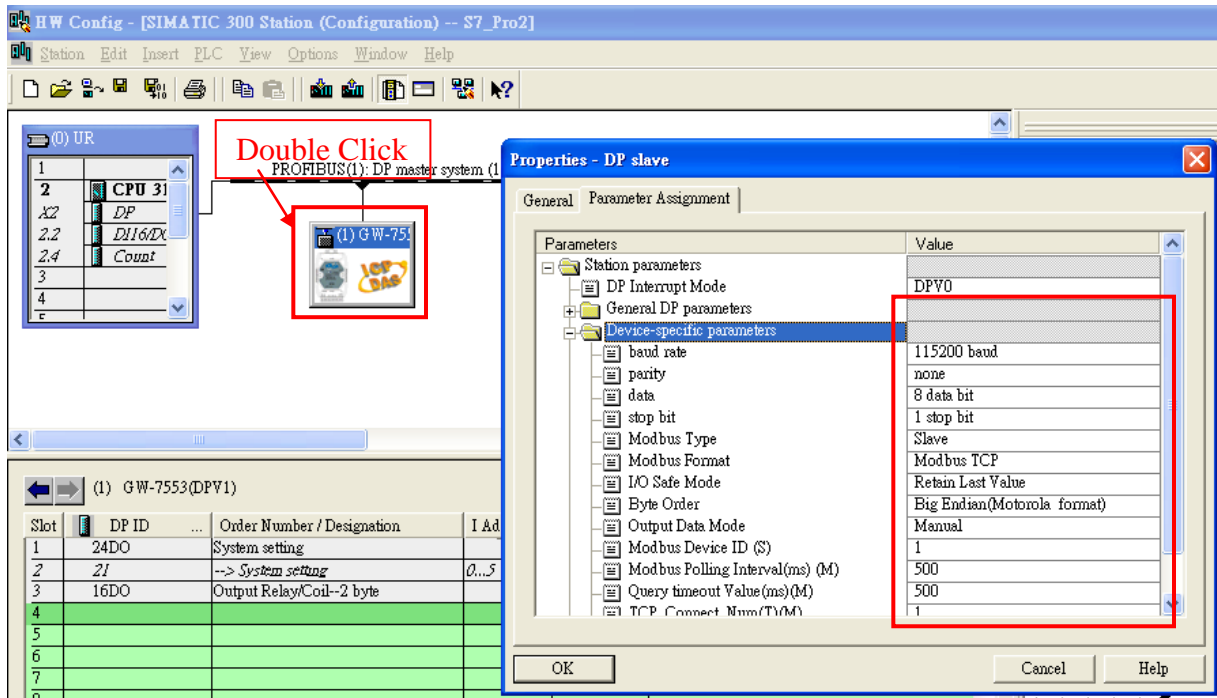 HW Config - [SIMATIC 300 Station (Configuration) -- S7_Pro2]
Station Edit Insert PLC View Options Window Help
(0) UR
1
2 CPU 31
X2 DP
2.2 DI16/DO
2.4 Count
3
4
Double Click
PROFIBUS(1): DP master system (1
(1) GW-755
ICP DAS
(1) GW-7553(DPV1)
Slot DP ID ... Order Number / Designation I Ad
1 24DO System setting
2 2I --> System setting 0...5
3 16DO Output Relay/Coil--2 byte
4
5
6
7
Properties - DP slave
General Parameter Assignment
Parameters Value
Station parameters
DP Interrupt Mode DPV0
General DP parameters
Device-specific parameters
baud rate 115200 baud
parity none
data 8 data bit
stop bit 1 stop bit
Modbus Type Slave
Modbus Format Modbus TCP
I/O Safe Mode Retain Last Value
Byte Order Big Endian(Motorola format)
Output Data Mode Manual
Modbus Device ID (S) 1
Modbus Polling Interval(ms) (M) 500
Query timeout Value(ms)(M) 500
TCP Connect Num(T)(M) 1
OK Cancel Help